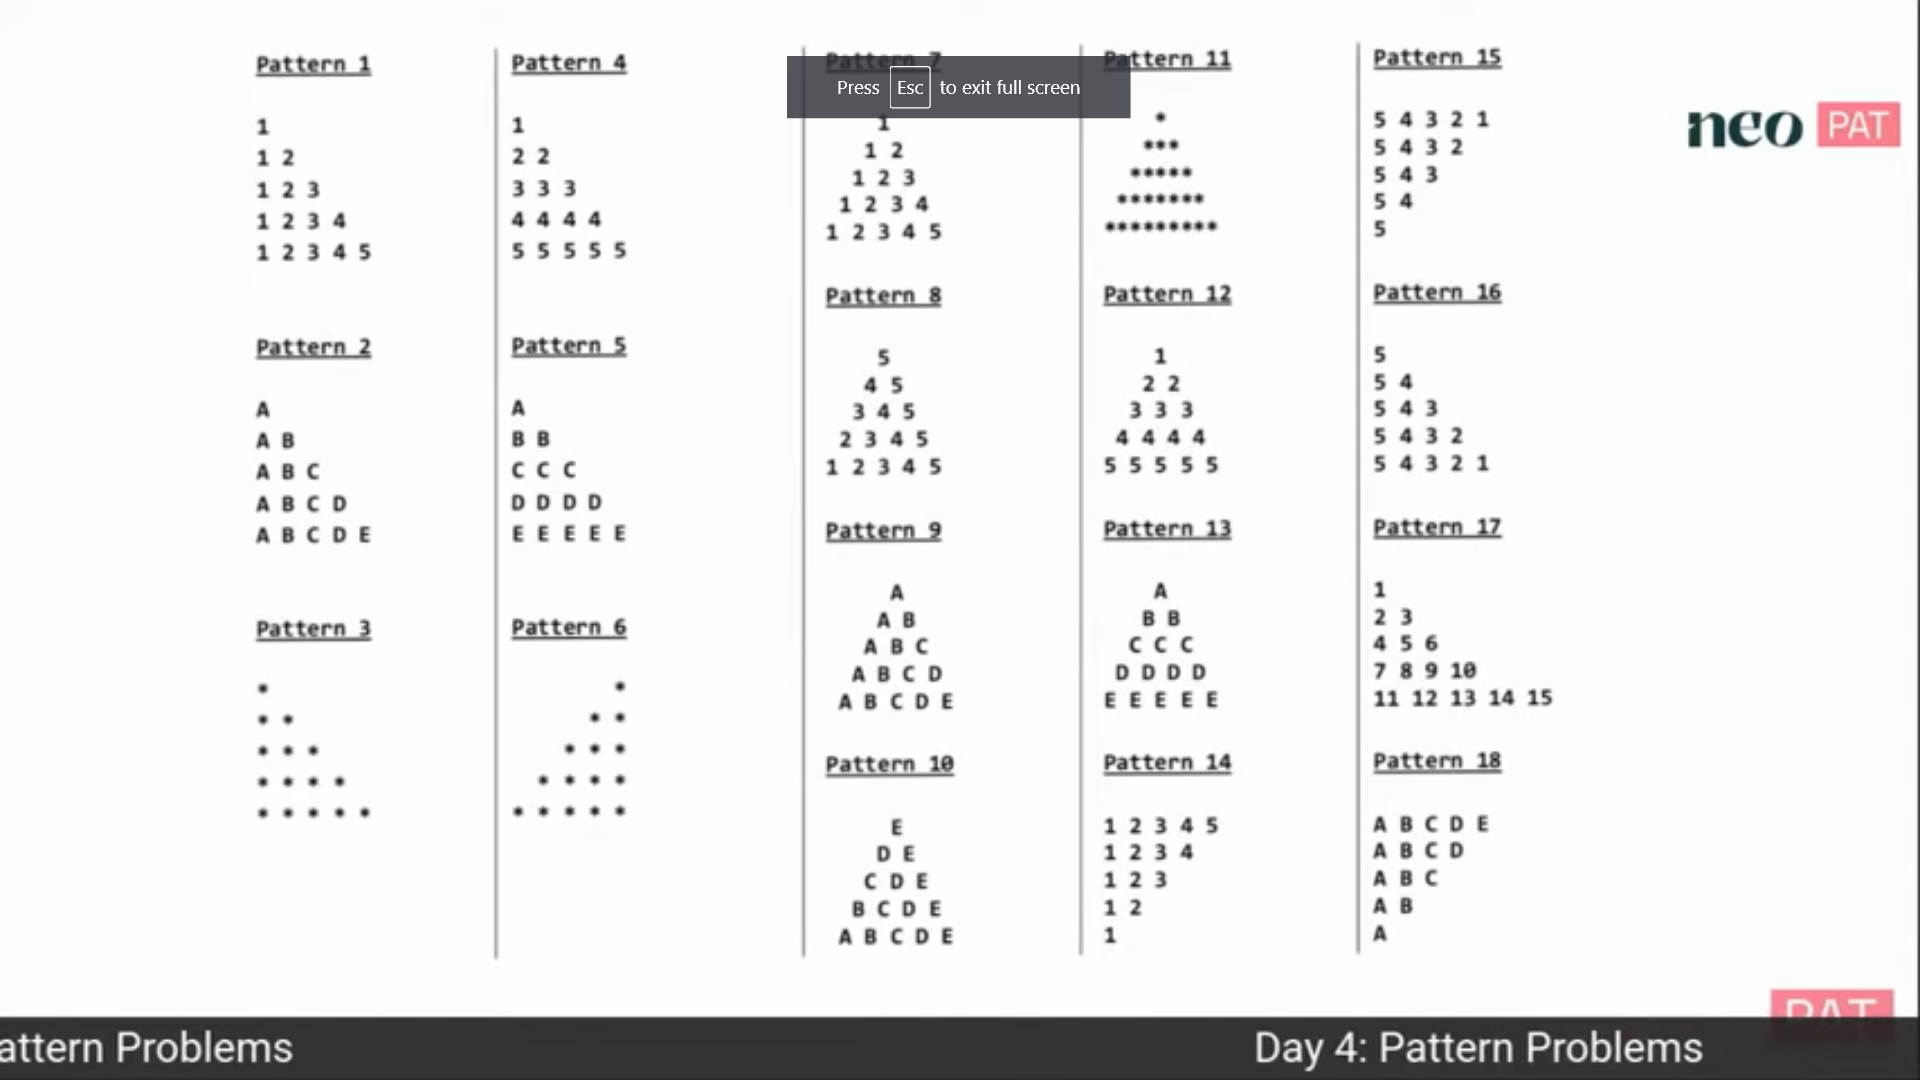 Pattern 1
1
1 2
1 2 3
1 2 3 4
1 2 3 4 5
Pattern 2
A
A B
A B C
A B C D
A B C D E
Pattern 3
*
* *
* * *
* * * *
* * * * *
Pattern 4
1
2 2
3 3 3
4 4 4 4
5 5 5 5 5
Pattern 5
A
B B
C C C
D D D D
E E E E E
Pattern 6
*
* *
* * *
* * * *
* * * * *
Pattern 7
Press Esc to exit full screen
1
1 2
1 2 3
1 2 3 4
1 2 3 4 5
Pattern 8
5
4 5
3 4 5
2 3 4 5
1 2 3 4 5
Pattern 9
A
A B
A B C
A B C D
A B C D E
Pattern 10
E
D E
C D E
B C D E
A B C D E
Pattern 11
*
***
*****
*******
*********
Pattern 12
1
2 2
3 3 3
4 4 4 4
5 5 5 5 5
Pattern 13
A
B B
C C C
D D D D
E E E E E
Pattern 14
1 2 3 4 5
1 2 3 4
1 2 3
1 2
1
Pattern 15
5 4 3 2 1
5 4 3 2
5 4 3
5 4
5
Pattern 16
5
5 4
5 4 3
5 4 3 2
5 4 3 2 1
Pattern 17
1
2 3
4 5 6
7 8 9 10
11 12 13 14 15
Pattern 18
A B C D E
A B C D
A B C
A B
A
neo PAT
PAT
attern Problems
Day 4: Pattern Problems